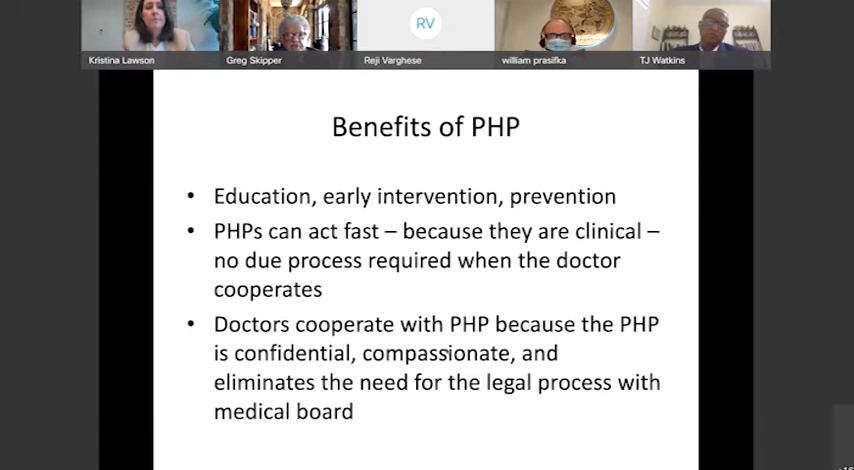 RV
Kristina Lawson
Greg Skipper
Reji Varghese
william prasifka
TJ Watkins
Benefits of PHP
• Education, early intervention, prevention
• PHPs can act fast – because they are clinical –
no due process required when the doctor
cooperates
• Doctors cooperate with PHP because the PHP
is confidential, compassionate, and
eliminates the need for the legal process with
medical board